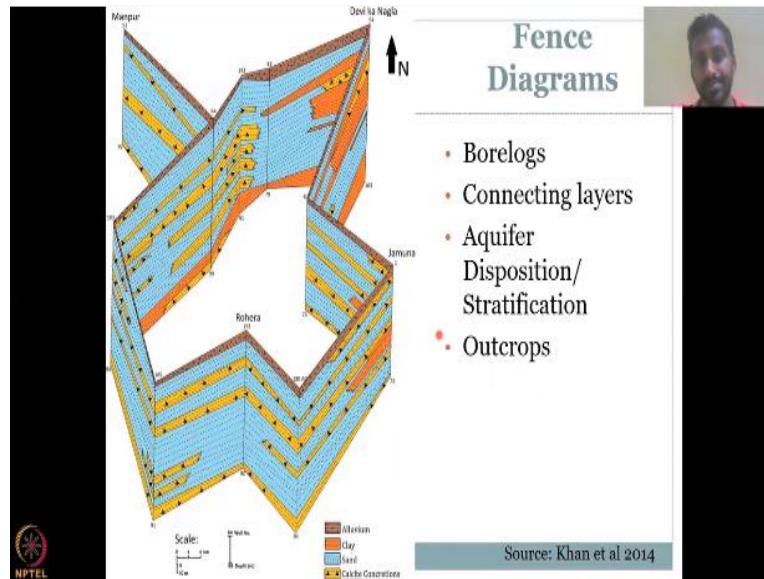 Manpur
Devi ka Nagla
N
Jamuna
Rohera
Scale:
Alluvium
Clay
Sand
Calcite Concretions
Fence
Diagrams
• Borelogs
• Connecting layers
• Aquifer
Disposition/
Stratification
• Outcrops
Source: Khan et al 2014
NPTEL